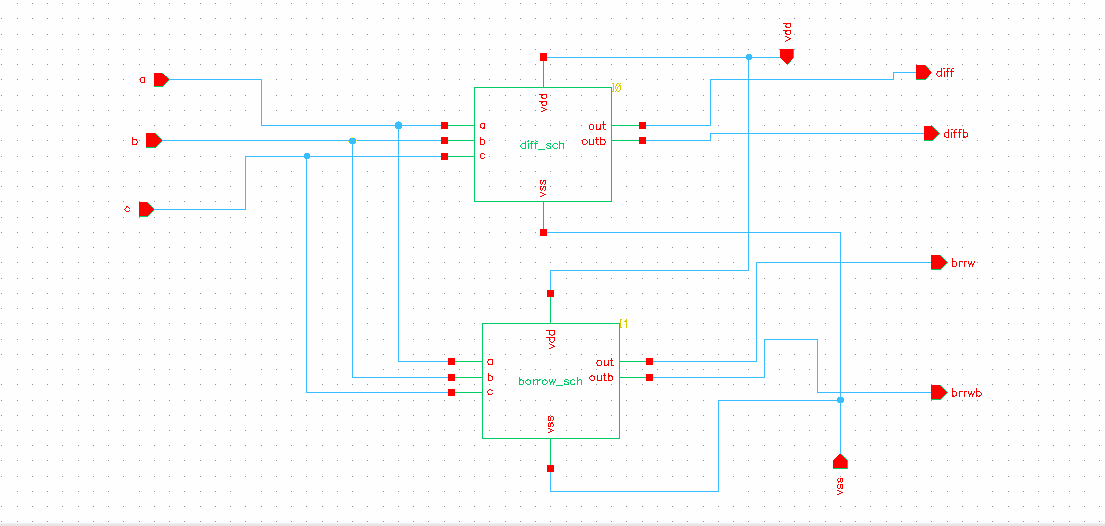 vdd
a
diff
I0
vdd
a
out
b
diffb
b
outb
diff_sch
c
vss
c
brrw
I1
vdd
a
out
b
outb
borrow_sch
c
brrwb
vss
vss